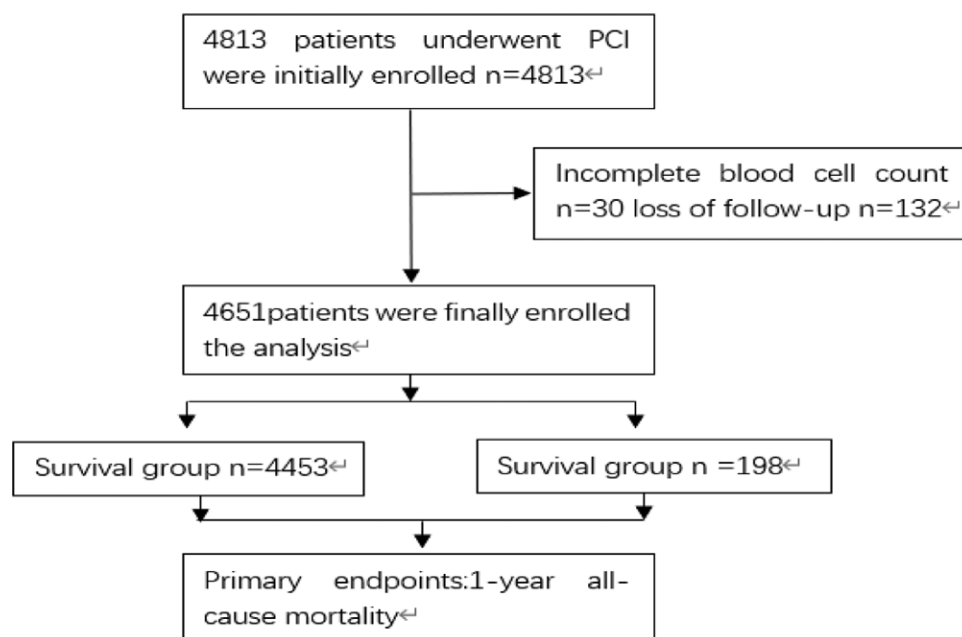 4813 patients underwent PCI
were initially enrolled n=4813↵
Incomplete blood cell count
n=30 loss of follow-up n=132↵
4651patients were finally enrolled
the analysis↵
Survival group n=4453↵
Survival group n =198↵
Primary endpoints:1-year all-
cause mortality↵